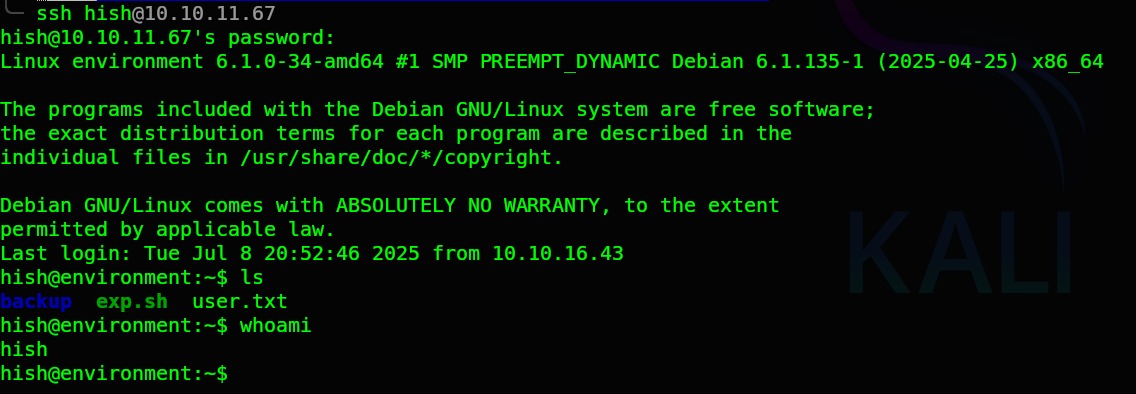 ssh hish@10.10.11.67
hish@10.10.11.67's password:
Linux environment 6.1.0-34-amd64 #1 SMP PREEMPT_DYNAMIC Debian 6.1.135-1 (2025-04-25) x86_64
The programs included with the Debian GNU/Linux system are free software;
the exact distribution terms for each program are described in the
individual files in /usr/share/doc/*/copyright.
Debian GNU/Linux comes with ABSOLUTELY NO WARRANTY, to the extent
permitted by applicable law.
Last login: Tue Jul 8 20:52:46 2025 from 10.10.16.43
hish@environment:~$ ls
backup  exp.sh  user.txt
hish@environment:~$ whoami
hish
hish@environment:~$
KALI